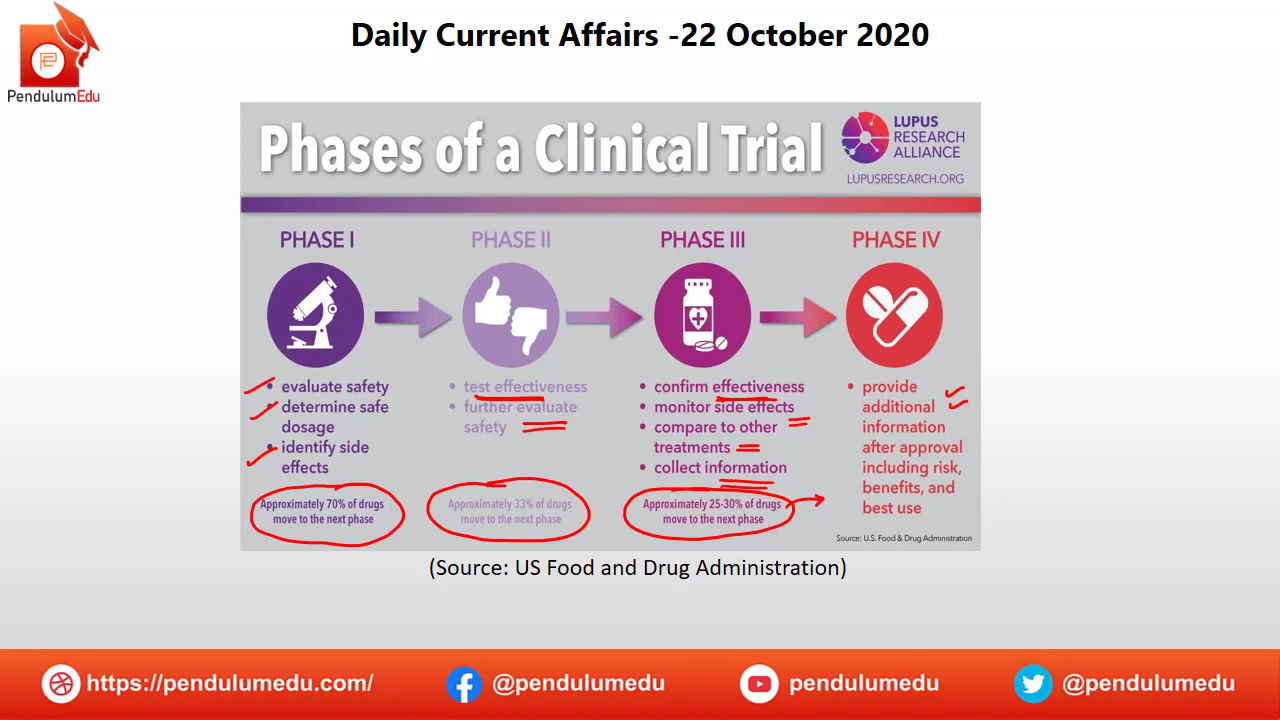 Daily Current Affairs -22 October 2020
PE
PendulumEdu
Phases of a Clinical Trial
LUPUS
RESEARCH
ALLIANCE
LUPUSRESEARCH.ORG
PHASE I
• evaluate safety
• determine safe
dosage
• identify side
effects
Approximately 70% of drugs
move to the next phase
PHASE II
• test effectiveness
• further evaluate
safety
Approximately 33% of drugs
move to the next phase
PHASE III
• confirm effectiveness
• monitor side effects
• compare to other
treatments
• collect information
Approximately 25-30% of drugs
move to the next phase
PHASE IV
• provide
additional
information
after approval
including risk,
benefits, and
best use
Source: U.S. Food & Drug Administration
(Source: US Food and Drug Administration)
https://pendulumedu.com/
@pendulumedu
pendulumedu
@pendulumedu